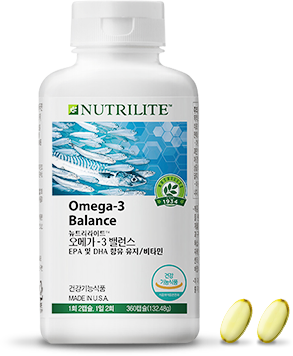 NUTRILITE™
1934
Omega-3
Balance
뉴트리라이트™
오메가-3 밸런스
EPA 및 DHA 함유 유지/비타민
건강
기능식품
건강기능식품
MADE IN U.S.A.
1회 2캡슐, 1일 2회
360캡슐(132.48g)